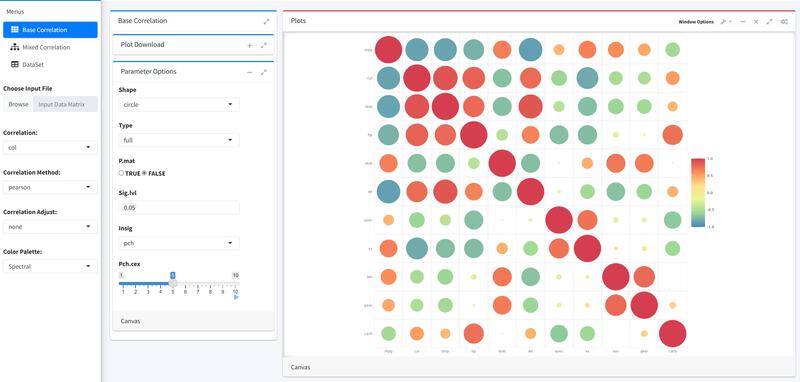 Menus
Base Correlation
Mixed Correlation
DataSet
Choose Input File
Browse
Input Data Matrix
Correlation:
col
Correlation Method:
pearson
Correlation Adjust:
none
Color Palette:
Spectral
Base Correlation
Plot Download
Parameter Options
Shape
circle
Type
full
P.mat
TRUE FALSE
Sig.lvl
0.05
Insig
pch
Pch.cex
1 5 10
1 2 3 4 5 6 7 8 9 10
Canvas
Plots
Window Options
mpg
cyl
disp
hp
drat
wt
qsec
vs
am
gear
carb
mpg cyl disp hp drat wt qsec vs am gear carb
1.0
0.5
0.0
-0.5
-1.0
Canvas